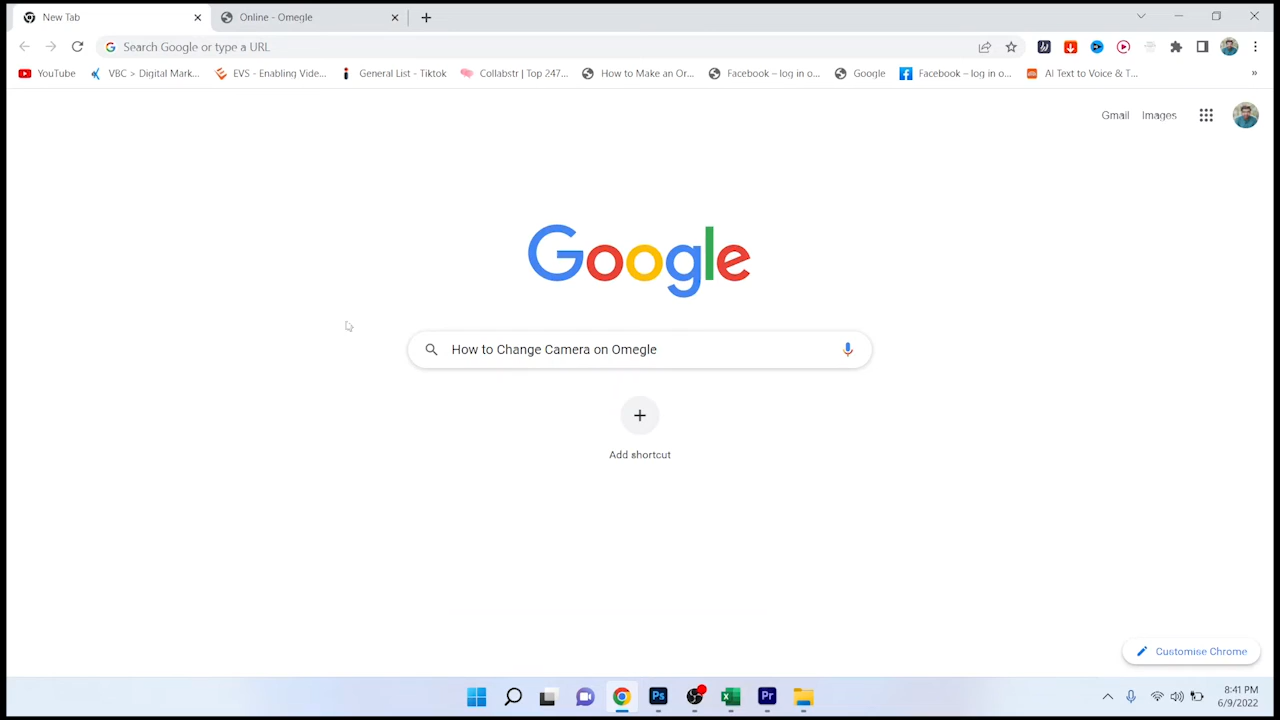 New Tab
Online - Omegle
Search Google or type a URL
YouTube
VBC > Digital Mark...
EVS - Enabling Vide...
General List - Tiktok
Collabstr | Top 247...
How to Make an Or...
Facebook – log in o...
Google
Facebook – log in o...
AI Text to Voice & T...
»
Gmail
Images
Google
How to Change Camera on Omegle
Add shortcut
Customise Chrome
Ps
Pr
8:41 PM
6/9/2022